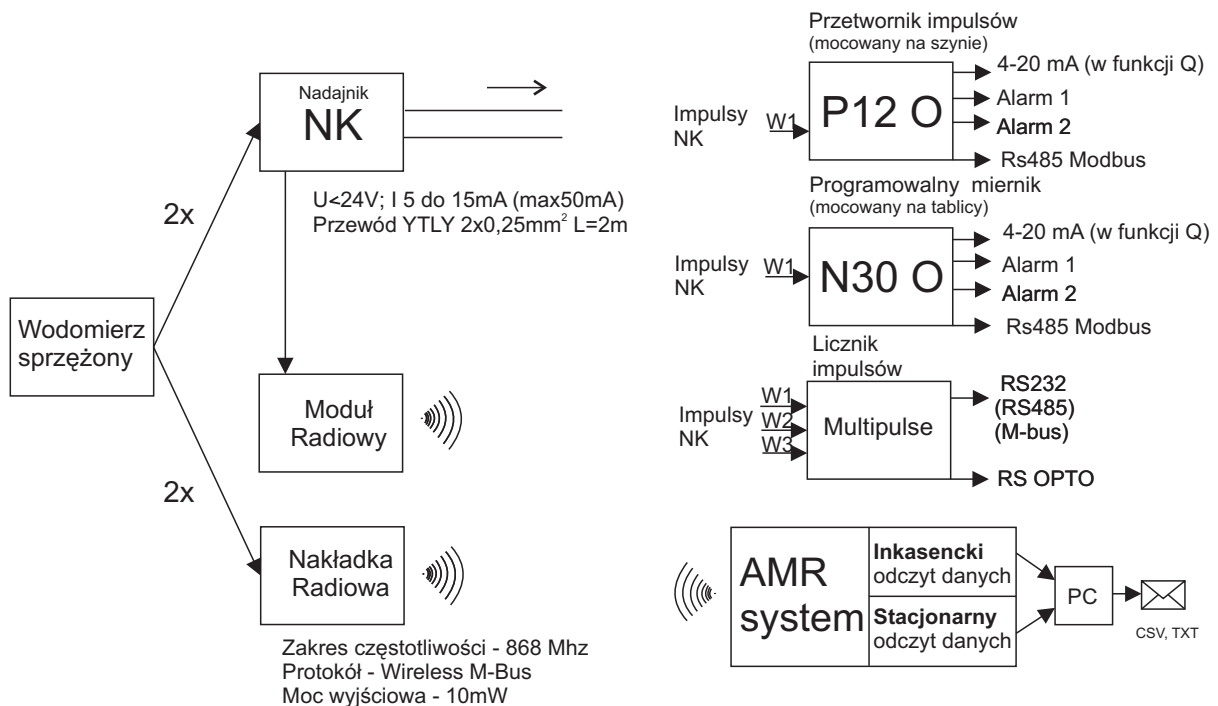 Nadajnik
NK
2x
U<24V; I 5 do 15mA (max50mA)
Przewód YTLY 2x0,25mm² L=2m
Wodomierz
sprzężony
Moduł
Radiowy
2x
Nakładka
Radiowa
Zakres częstotliwości - 868 Mhz
Protokół - Wireless M-Bus
Moc wyjściowa - 10mW
Przetwornik impulsów
(mocowany na szynie)
Impulsy
NK
W1
P12 O
4-20 mA (w funkcji Q)
Alarm 1
Alarm 2
Rs485 Modbus
Programowalny miernik
(mocowany na tablicy)
Impulsy
NK
W1
N30 O
4-20 mA (w funkcji Q)
Alarm 1
Alarm 2
Rs485 Modbus
Licznik
impulsów
Impulsy
NK
W1
W2
W3
Multipulse
RS232
(RS485)
(M-bus)
RS OPTO
AMR
system
Inkasencki
odczyt danych
Stacjonarny
odczyt danych
PC
CSV, TXT